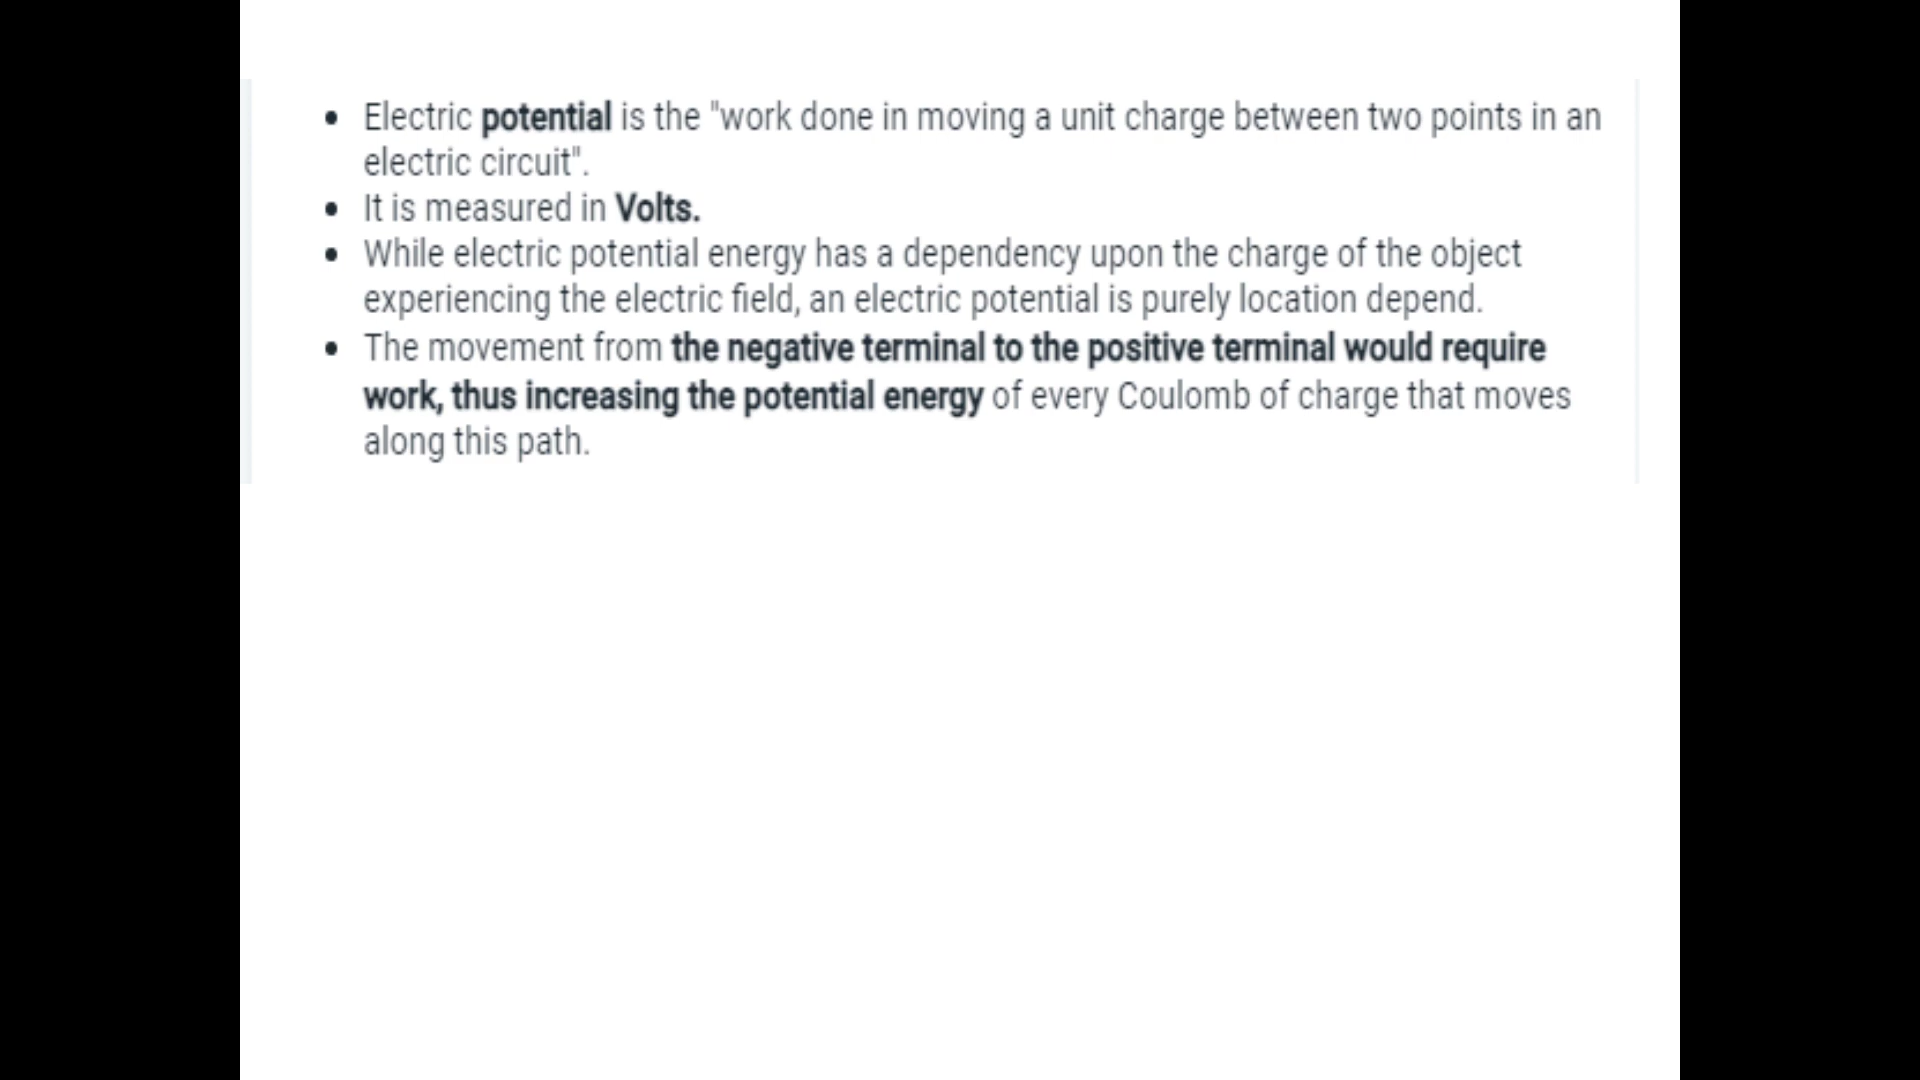 • Electric potential is the "work done in moving a unit charge between two points in an
electric circuit".
• It is measured in Volts.
• While electric potential energy has a dependency upon the charge of the object
experiencing the electric field, an electric potential is purely location depend.
• The movement from the negative terminal to the positive terminal would require
work, thus increasing the potential energy of every Coulomb of charge that moves
along this path.